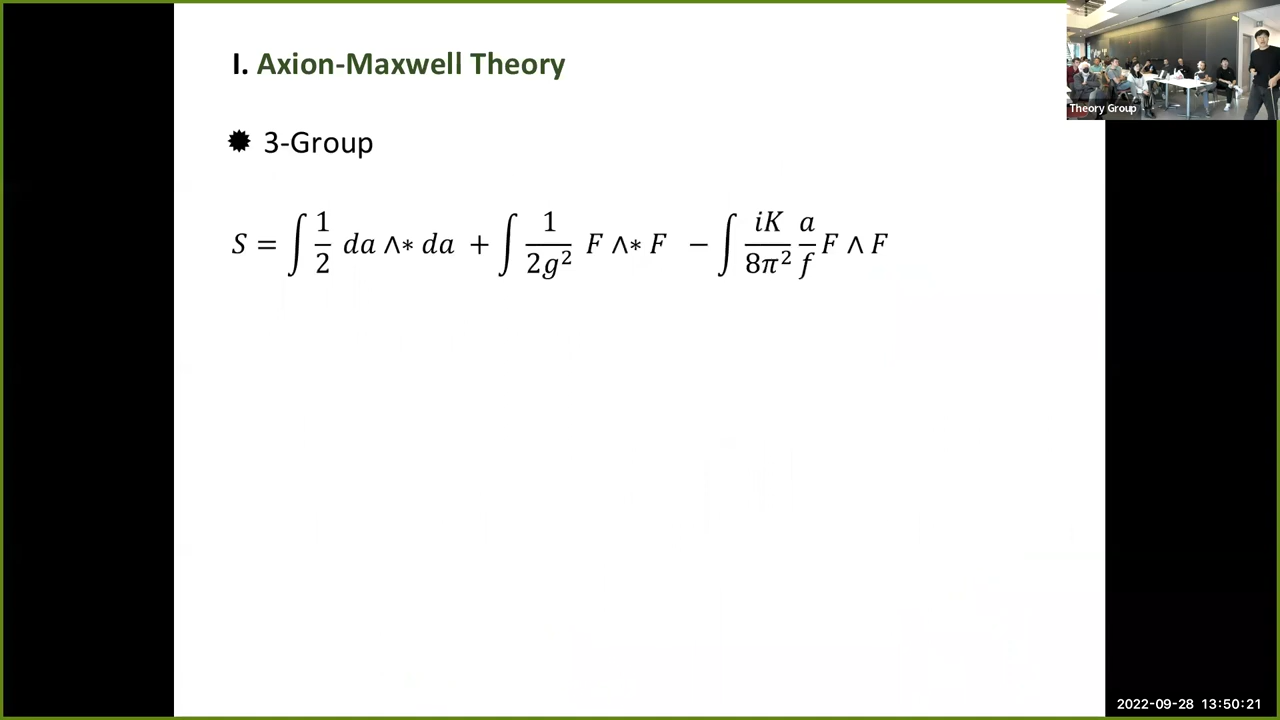 I. Axion-Maxwell Theory
✹ 3-Group
S = ∫ 1/2 da ∧∗ da + ∫ 1/2g² F ∧∗ F − ∫ iK/8π² a/f F ∧ F
Theory Group
2022-09-28 13:50:21